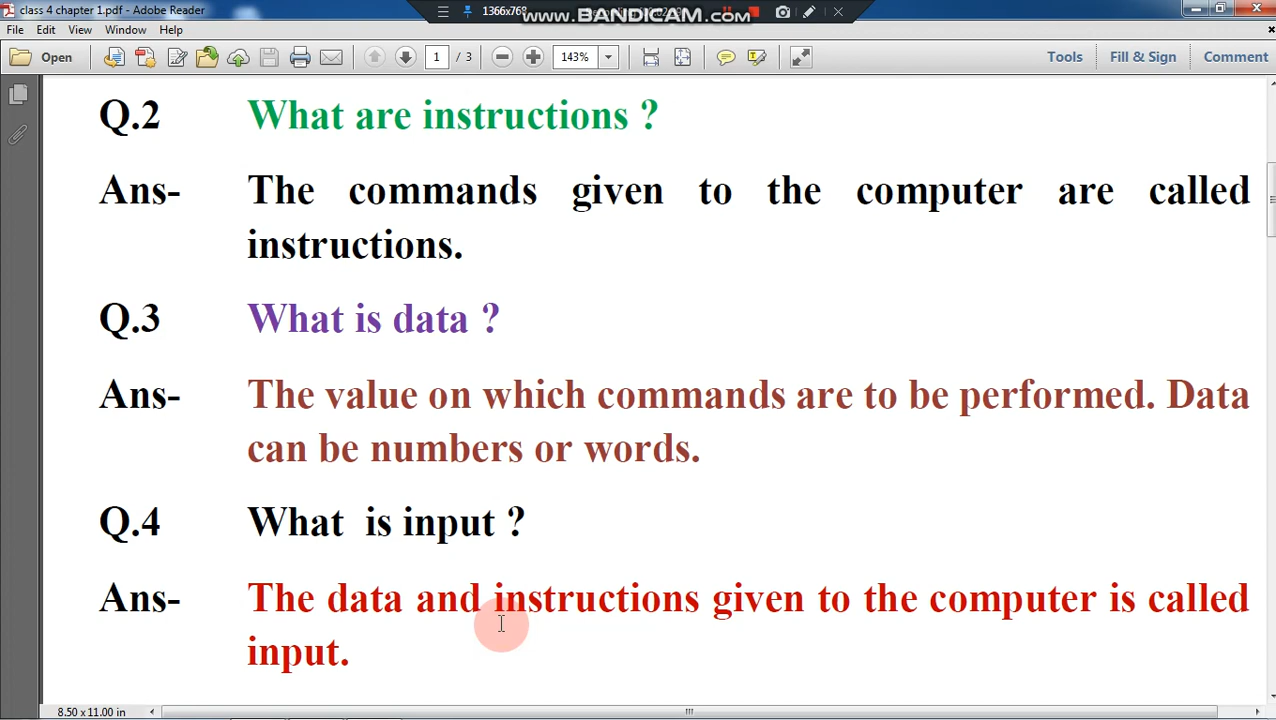 class 4 chapter 1.pdf - Adobe Reader
1366x768
www.BANDICAM.com
File Edit View Window Help
Open 1 / 3 143% Tools Fill & Sign Comment
Q.2 What are instructions ?
Ans- The commands given to the computer are called
instructions.
Q.3 What is data ?
Ans- The value on which commands are to be performed. Data
can be numbers or words.
Q.4 What is input ?
Ans- The data and instructions given to the computer is called
input.
8.50 x 11.00 in